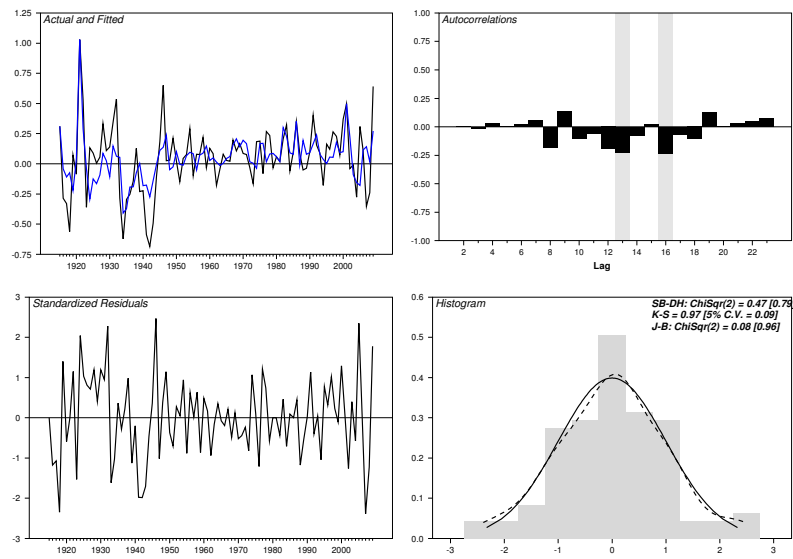 Actual and Fitted
1.25
1.00
0.75
0.50
0.25
0.00
-0.25
-0.50
-0.75
1920 1930 1940 1950 1960 1970 1980 1990 2000
Autocorrelations
1.00
0.75
0.50
0.25
0.00
-0.25
-0.50
-0.75
-1.00
2 4 6 8 10 12 14 16 18 20 22
Lag
Standardized Residuals
3
2
1
0
-1
-2
-3
1920 1930 1940 1950 1960 1970 1980 1990 2000
Histogram
SB-DH: ChiSqr(2) = 0.47 [0.79
K-S = 0.97 [5% C.V. = 0.09]
J-B: ChiSqr(2) = 0.08 [0.96]
0.6
0.5
0.4
0.3
0.2
0.1
0.0
-3 -2 -1 0 1 2 3